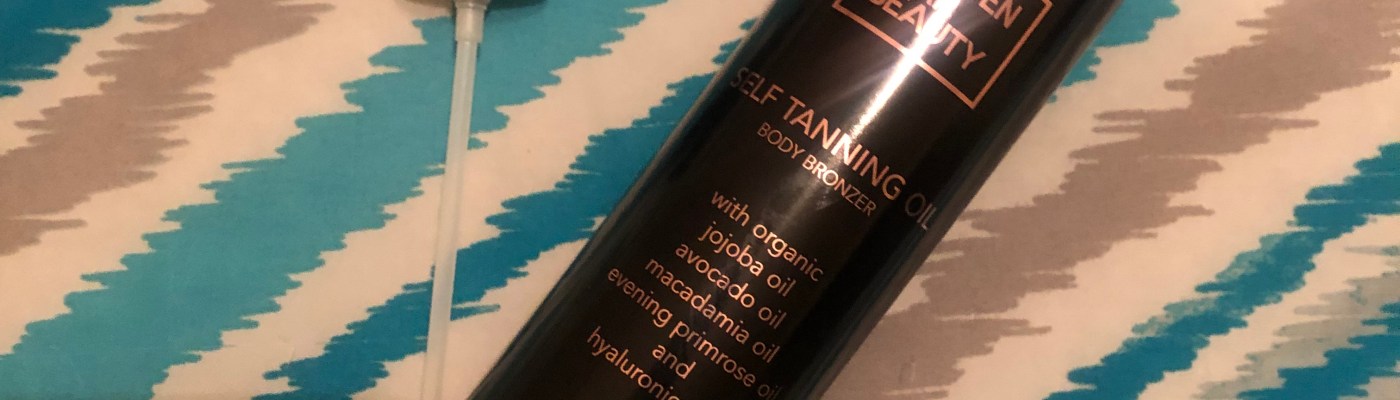 BEAUTY
SELF TANNING OIL
BODY BRONZER
with organic
jojoba oil
avocado oil
macadamia oil
evening primrose oil
and